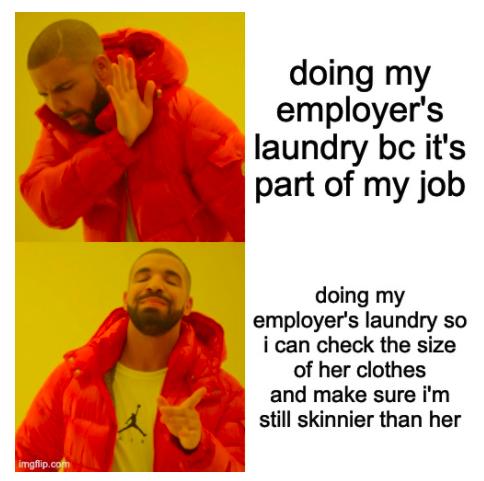 doing my
employer's
laundry bc it's
part of my job
doing my
employer's laundry so
i can check the size
of her clothes
and make sure i'm
still skinnier than her
imgflip.com